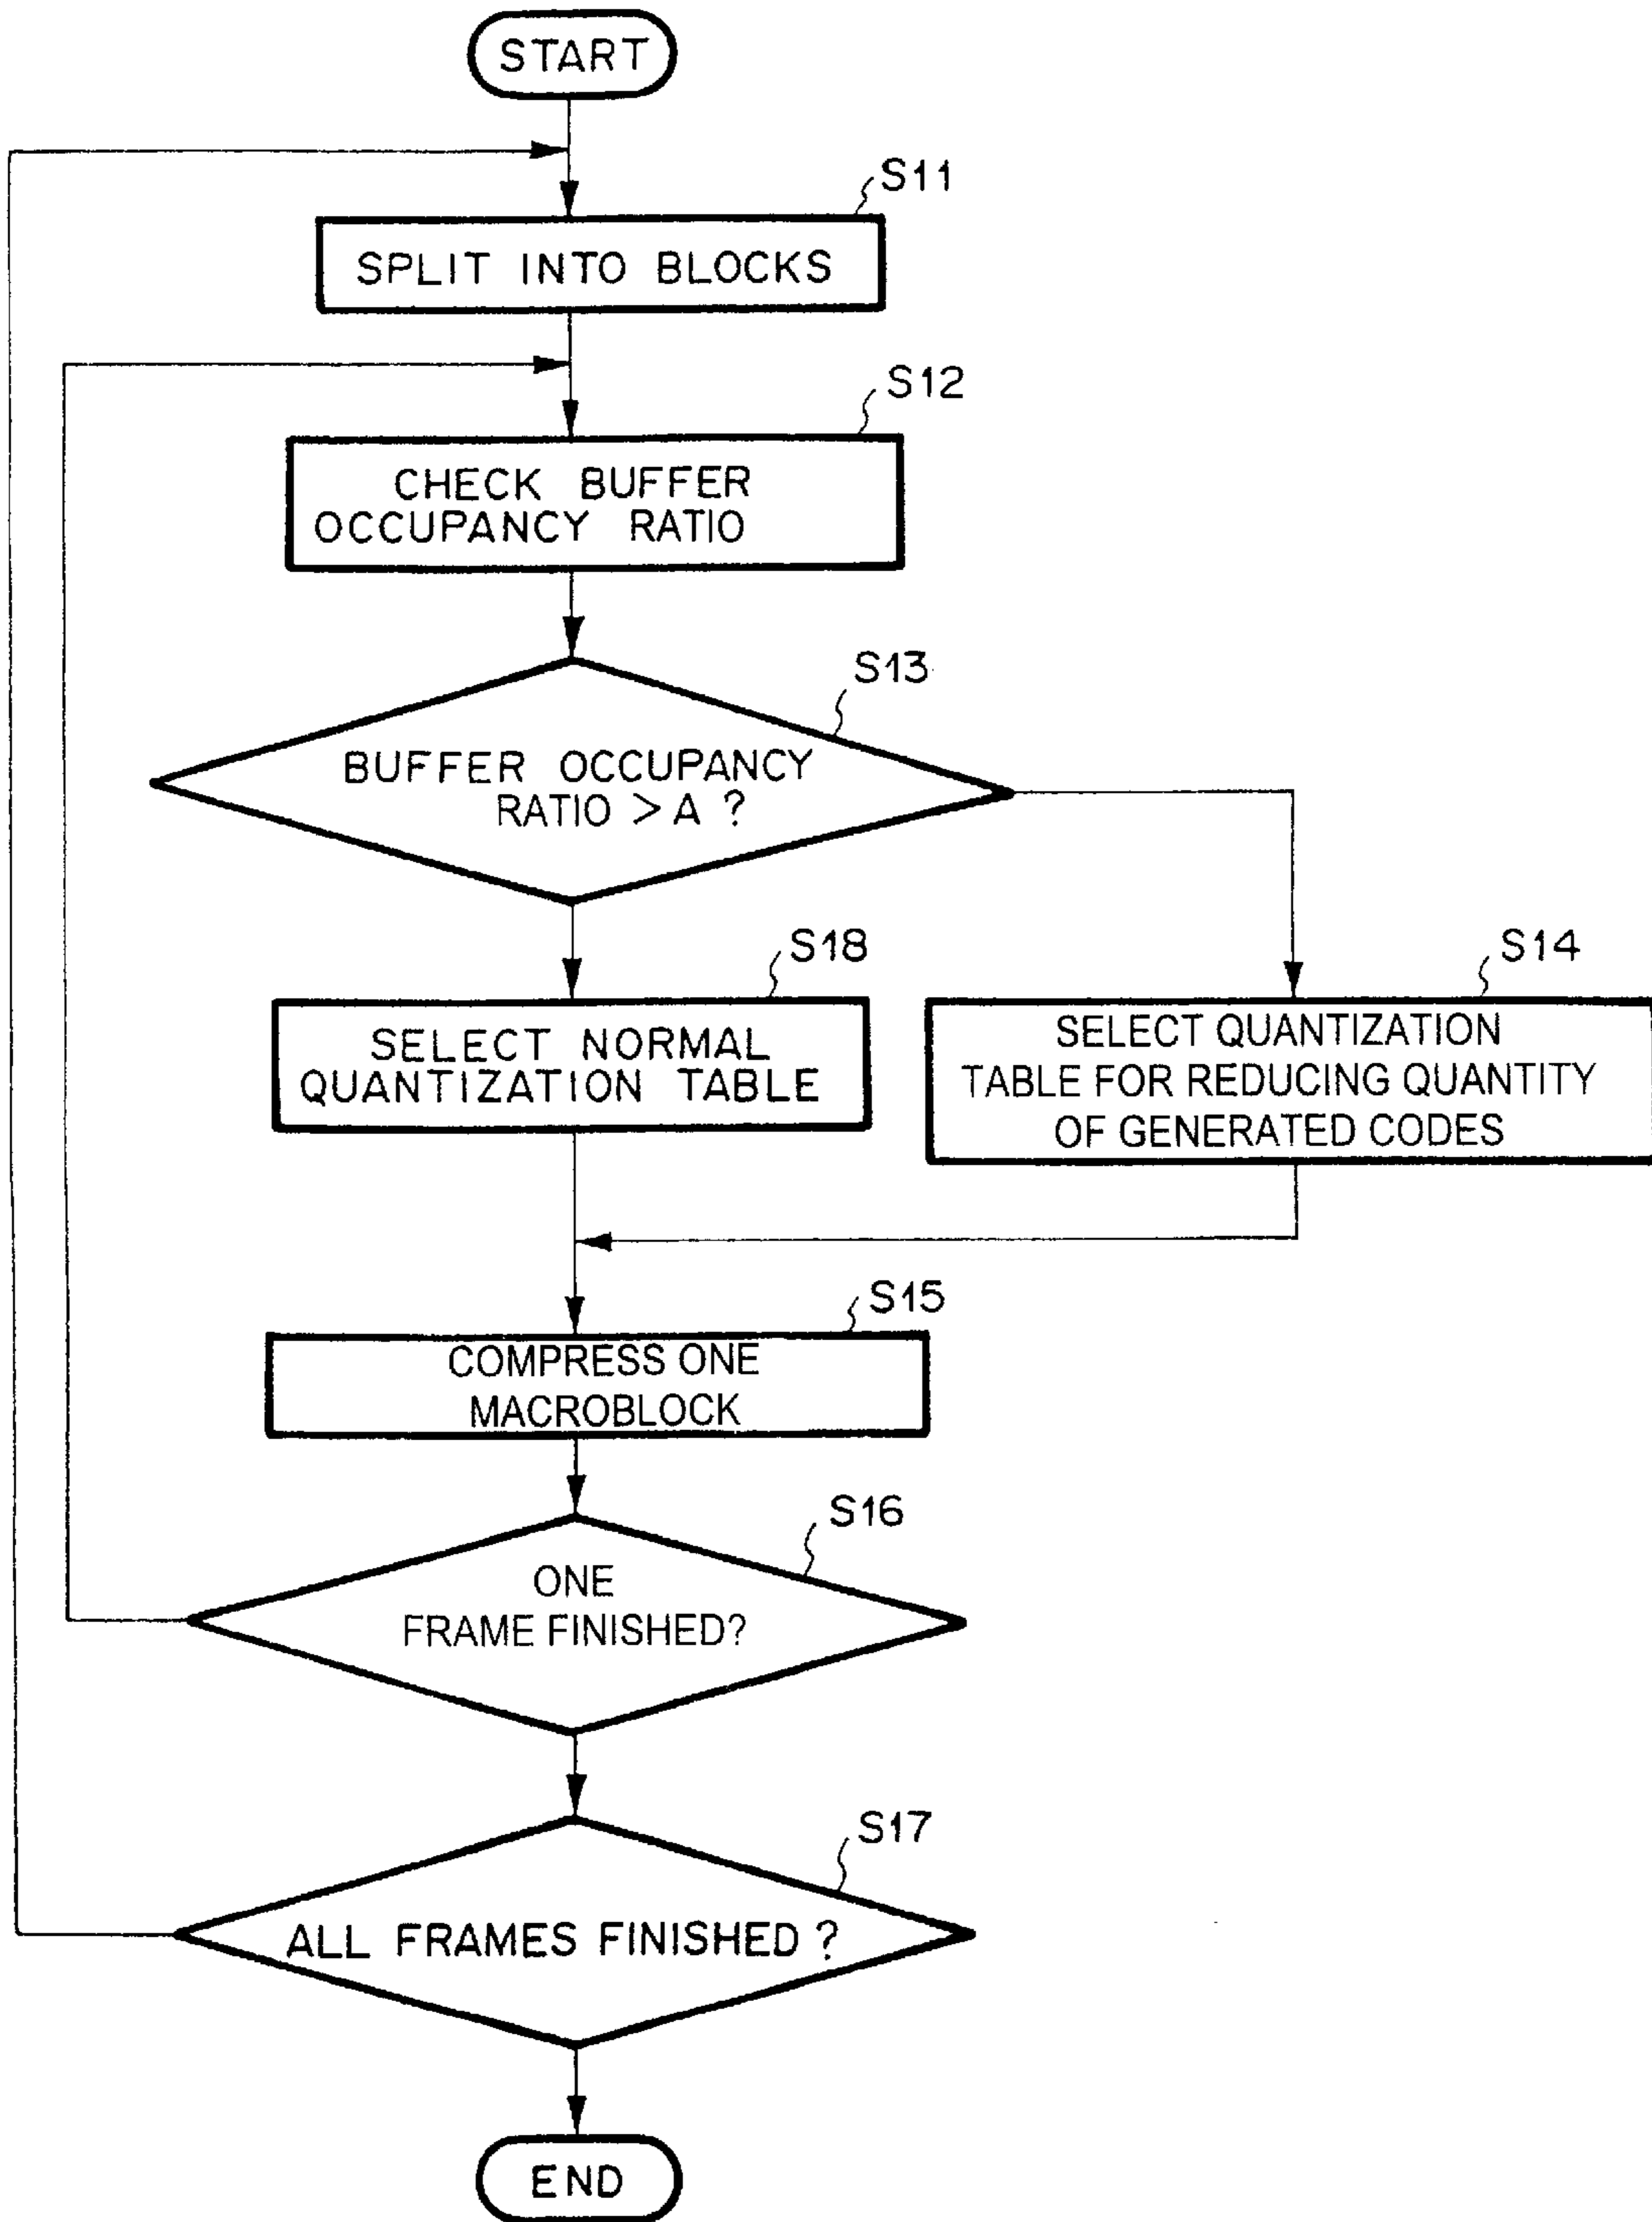 START
S11
SPLIT INTO BLOCKS
S12
CHECK BUFFER
OCCUPANCY RATIO
S13
BUFFER OCCUPANCY
RATIO > A ?
S18
SELECT NORMAL
QUANTIZATION TABLE
S14
SELECT QUANTIZATION
TABLE FOR REDUCING QUANTITY
OF GENERATED CODES
S15
COMPRESS ONE
MACROBLOCK
S16
ONE
FRAME FINISHED?
S17
ALL FRAMES FINISHED ?
END